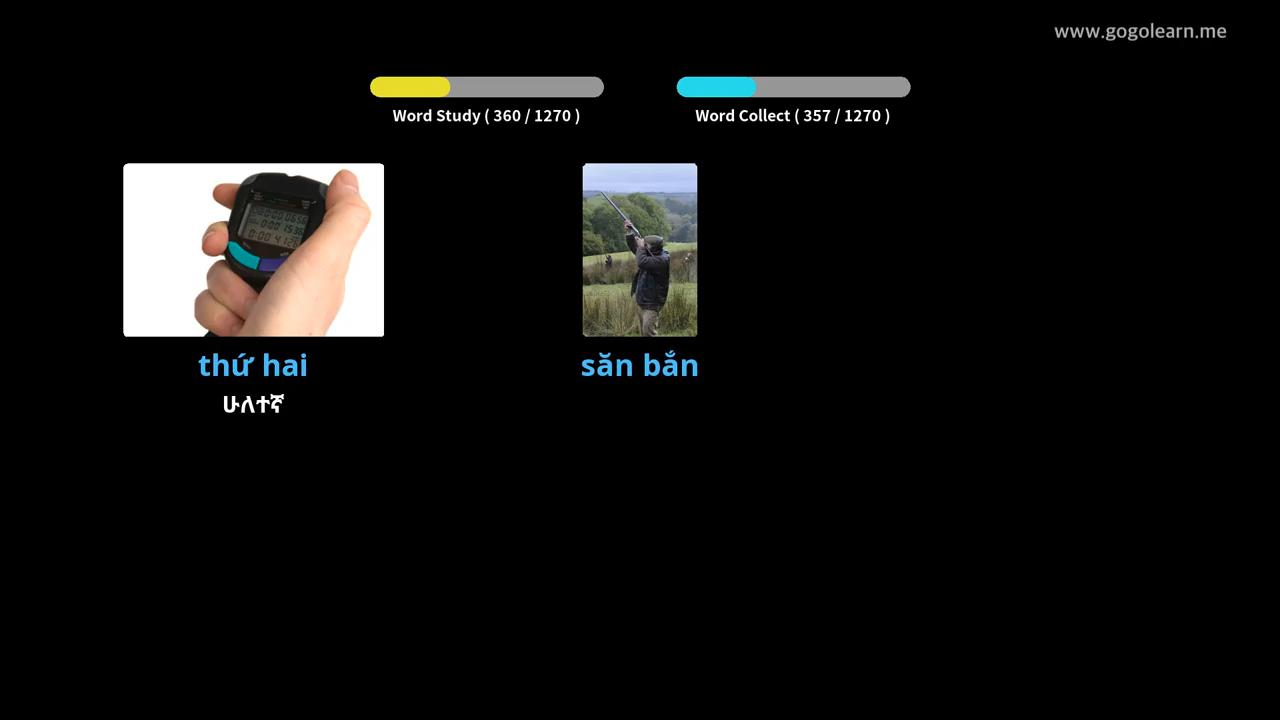 www.gogolearn.me
Word Study ( 360 / 1270 )
Word Collect ( 357 / 1270 )
thứ hai
ሁለተኛ
săn bắn